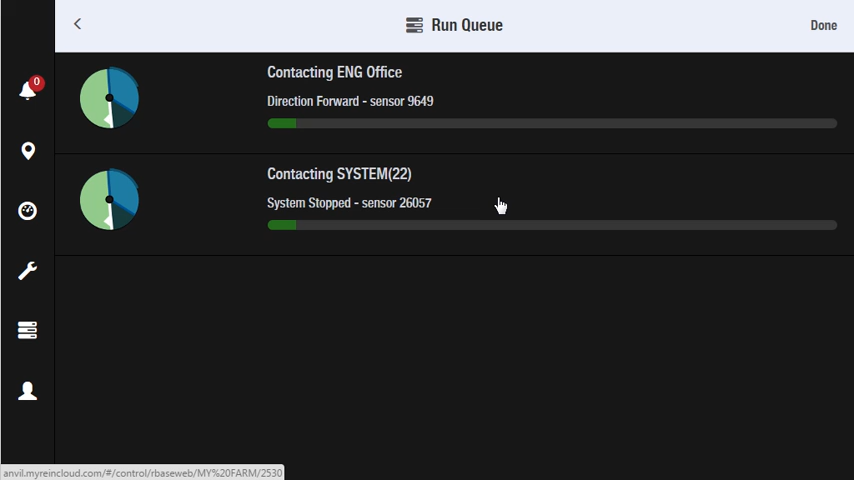 Run Queue
Done
0
Contacting ENG Office
Direction Forward - sensor 9649
Contacting SYSTEM(22)
System Stopped - sensor 26057
anvil.myreincloud.com/#/control/rbaseweb/MY%20FARM/2530